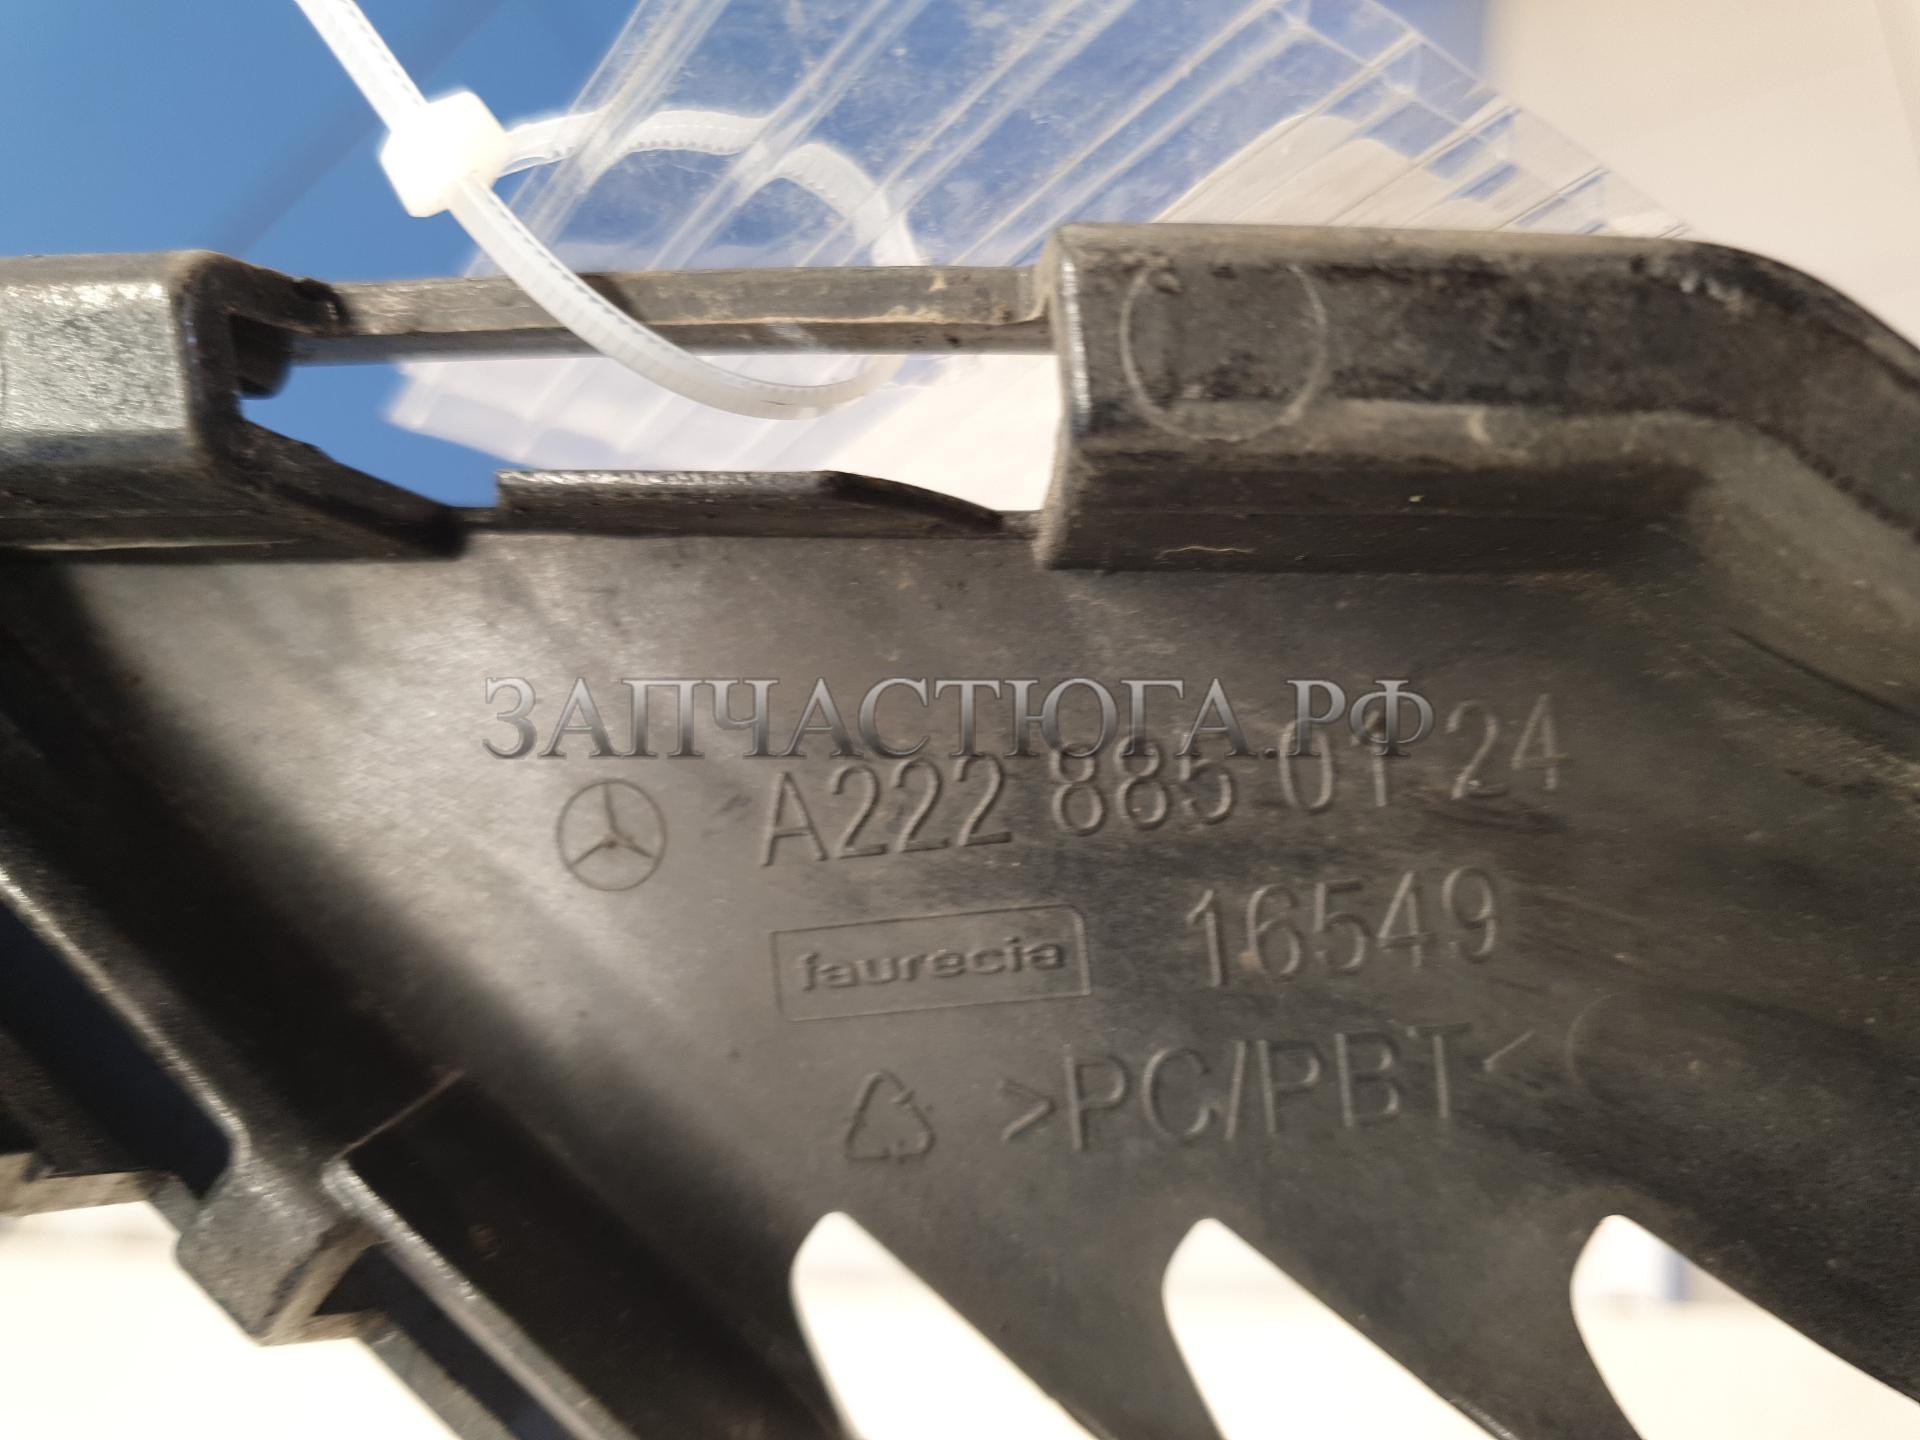 ЗАПЧАСТЮГА.РФ
A222 885 01 24
faurecia 16549
>PC/PBT<